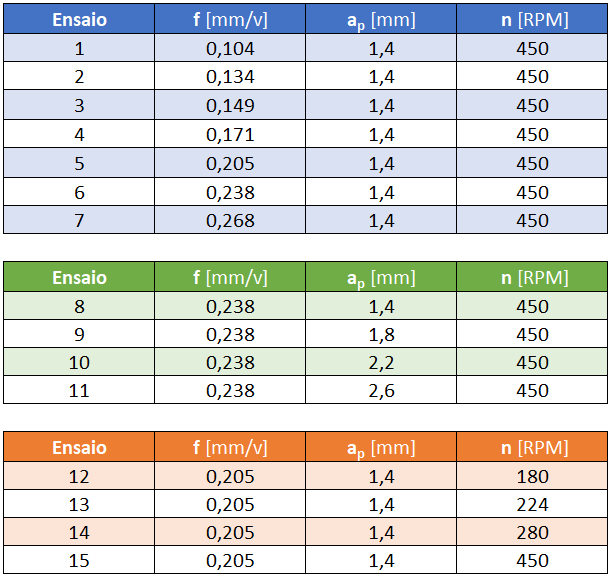 Ensaio f [mm/v] ap [mm] n [RPM]
1 0,104 1,4 450
2 0,134 1,4 450
3 0,149 1,4 450
4 0,171 1,4 450
5 0,205 1,4 450
6 0,238 1,4 450
7 0,268 1,4 450
Ensaio f [mm/v] ap [mm] n [RPM]
8 0,238 1,4 450
9 0,238 1,8 450
10 0,238 2,2 450
11 0,238 2,6 450
Ensaio f [mm/v] ap [mm] n [RPM]
12 0,205 1,4 180
13 0,205 1,4 224
14 0,205 1,4 280
15 0,205 1,4 450